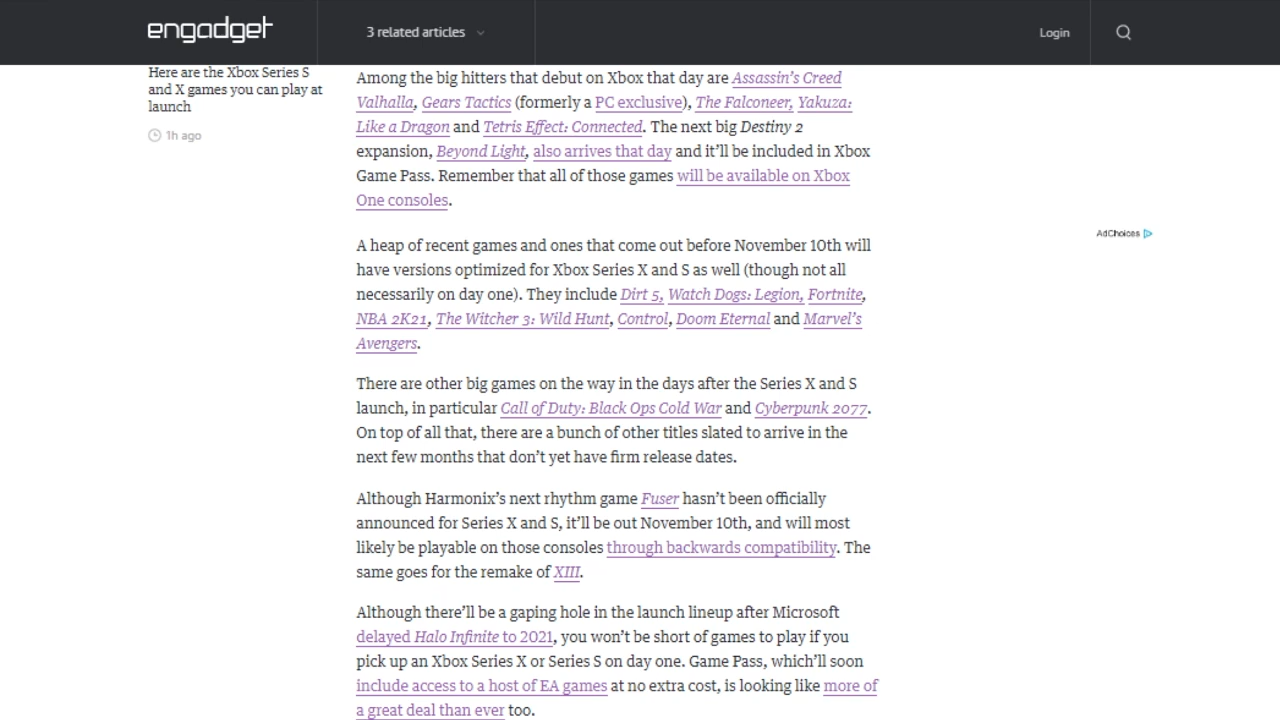 engadget
3 related articles
Login
Here are the Xbox Series S
and X games you can play at
launch
1h ago
Among the big hitters that debut on Xbox that day are Assassin's Creed
Valhalla, Gears Tactics (formerly a PC exclusive), The Falconeer, Yakuza:
Like a Dragon and Tetris Effect: Connected. The next big Destiny 2
expansion, Beyond Light, also arrives that day and it'll be included in Xbox
Game Pass. Remember that all of those games will be available on Xbox
One consoles.
AdChoices
A heap of recent games and ones that come out before November 10th will
have versions optimized for Xbox Series X and S as well (though not all
necessarily on day one). They include Dirt 5, Watch Dogs: Legion, Fortnite,
NBA 2K21, The Witcher 3: Wild Hunt, Control, Doom Eternal and Marvel's
Avengers.
There are other big games on the way in the days after the Series X and S
launch, in particular Call of Duty: Black Ops Cold War and Cyberpunk 2077.
On top of all that, there are a bunch of other titles slated to arrive in the
next few months that don't yet have firm release dates.
Although Harmonix's next rhythm game Fuser hasn't been officially
announced for Series X and S, it'll be out November 10th, and will most
likely be playable on those consoles through backwards compatibility. The
same goes for the remake of XIII.
Although there'll be a gaping hole in the launch lineup after Microsoft
delayed Halo Infinite to 2021, you won't be short of games to play if you
pick up an Xbox Series X or Series S on day one. Game Pass, which'll soon
include access to a host of EA games at no extra cost, is looking like more of
a great deal than ever too.